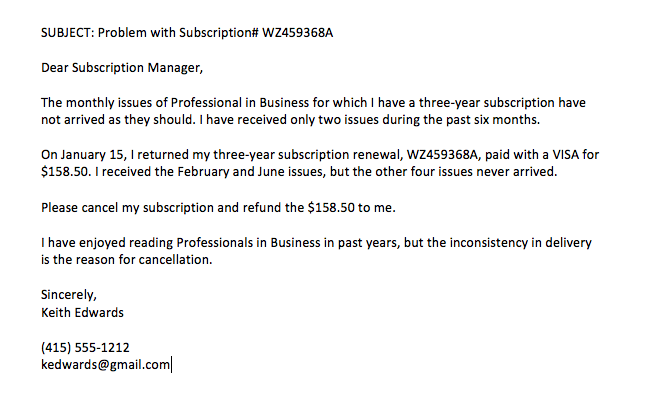 SUBJECT: Problem with Subscription# WZ459368A
Dear Subscription Manager,
The monthly issues of Professional in Business for which I have a three-year subscription have
not arrived as they should. I have received only two issues during the past six months.
On January 15, I returned my three-year subscription renewal, WZ459368A, paid with a VISA for
$158.50. I received the February and June issues, but the other four issues never arrived.
Please cancel my subscription and refund the $158.50 to me.
I have enjoyed reading Professionals in Business in past years, but the inconsistency in delivery
is the reason for cancellation.
Sincerely,
Keith Edwards
(415) 555-1212
kedwards@gmail.com